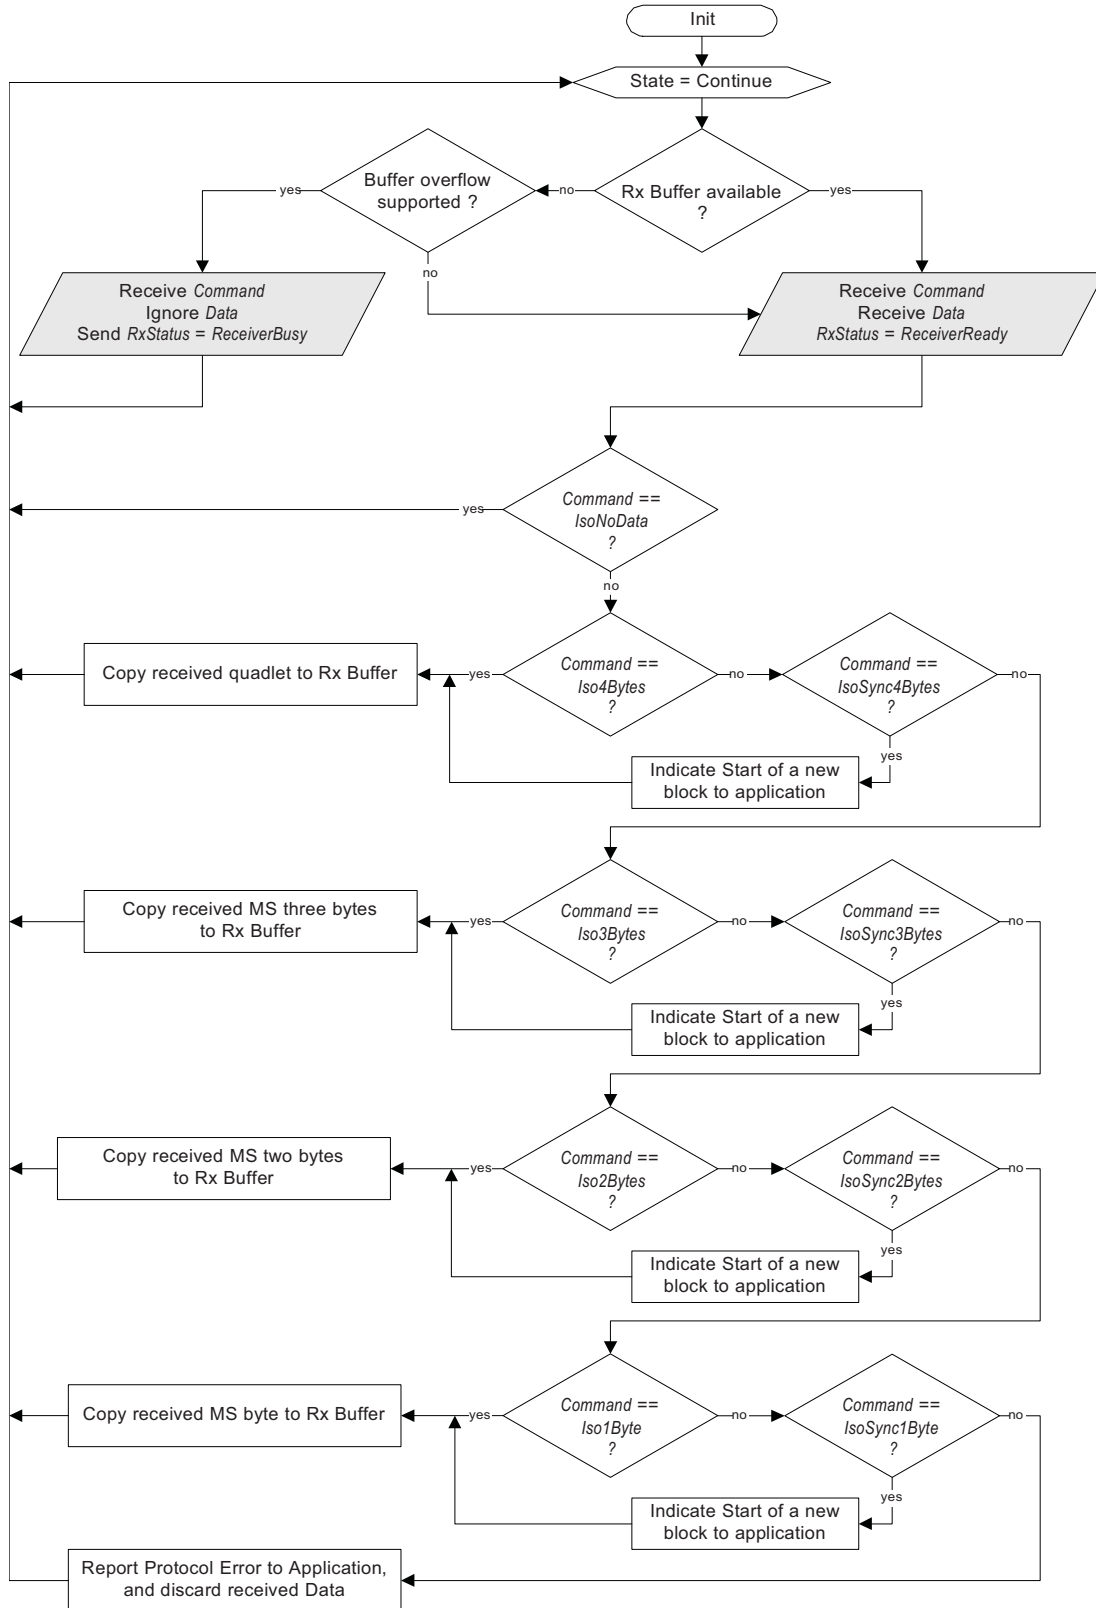 Init
State = Continue
Buffer overflow
supported ?
Rx Buffer available
?
yes
no
yes
no
Receive Command
Ignore Data
Send RxStatus = ReceiverBusy
Receive Command
Receive Data
RxStatus = ReceiverReady
Command ==
IsoNoData
?
yes
no
Copy received quadlet to Rx Buffer
yes
Command ==
Iso4Bytes
?
no
Command ==
IsoSync4Bytes
?
no
yes
Indicate Start of a new
block to application
Copy received MS three bytes
to Rx Buffer
yes
Command ==
Iso3Bytes
?
no
Command ==
IsoSync3Bytes
?
no
yes
Indicate Start of a new
block to application
Copy received MS two bytes
to Rx Buffer
yes
Command ==
Iso2Bytes
?
no
Command ==
IsoSync2Bytes
?
no
yes
Indicate Start of a new
block to application
Copy received MS byte to Rx Buffer
yes
Command ==
Iso1Byte
?
no
Command ==
IsoSync1Byte
?
no
yes
Indicate Start of a new
block to application
Report Protocol Error to Application,
and discard received Data